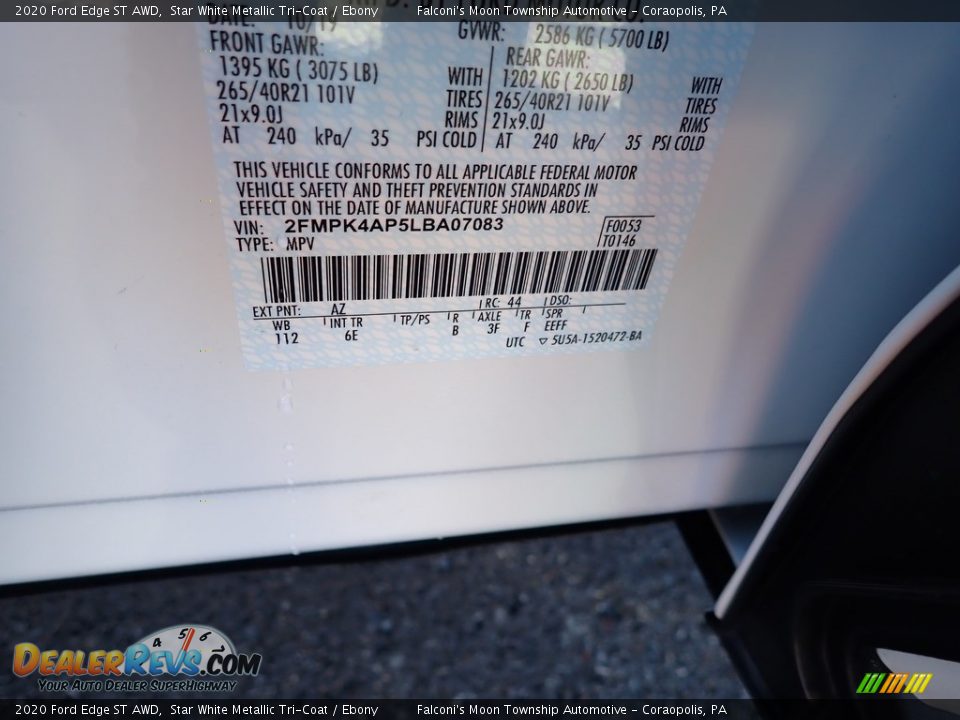 2020 Ford Edge ST AWD, Star White Metallic Tri-Coat / Ebony Falconi's Moon Township Automotive - Coraopolis, PA
DATE: 10/19 GVWR: 2586 KG ( 5700 LB)
FRONT GAWR: REAR GAWR:
1395 KG ( 3075 LB) WITH 1202 KG ( 2650 LB) WITH
265/40R21 101V TIRES 265/40R21 101V TIRES
21x9.0J RIMS 21x9.0J RIMS
AT 240 kPa/ 35 PSI COLD AT 240 kPa/ 35 PSI COLD
THIS VEHICLE CONFORMS TO ALL APPLICABLE FEDERAL MOTOR
VEHICLE SAFETY AND THEFT PREVENTION STANDARDS IN
EFFECT ON THE DATE OF MANUFACTURE SHOWN ABOVE.
VIN: 2FMPK4AP5LBA07083 F0053
TYPE: MPV T0146
EXT PNT: AZ RC: 44 DSO:
WB INT TR TP/PS R AXLE TR SPR
112 6E B 3F F EEFF
UTC ▽ 5U5A-1520472-BA
4 5 6
DealerRevs.com
Your Auto Dealer SuperHighway
2020 Ford Edge ST AWD, Star White Metallic Tri-Coat / Ebony Falconi's Moon Township Automotive - Coraopolis, PA